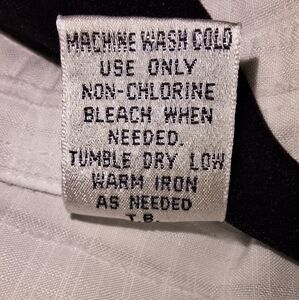 MACHINE WASH COLD
USE ONLY
NON-CHLORINE
BLEACH WHEN
NEEDED.
TUMBLE DRY LOW
WARM IRON
AS NEEDED
T.B.